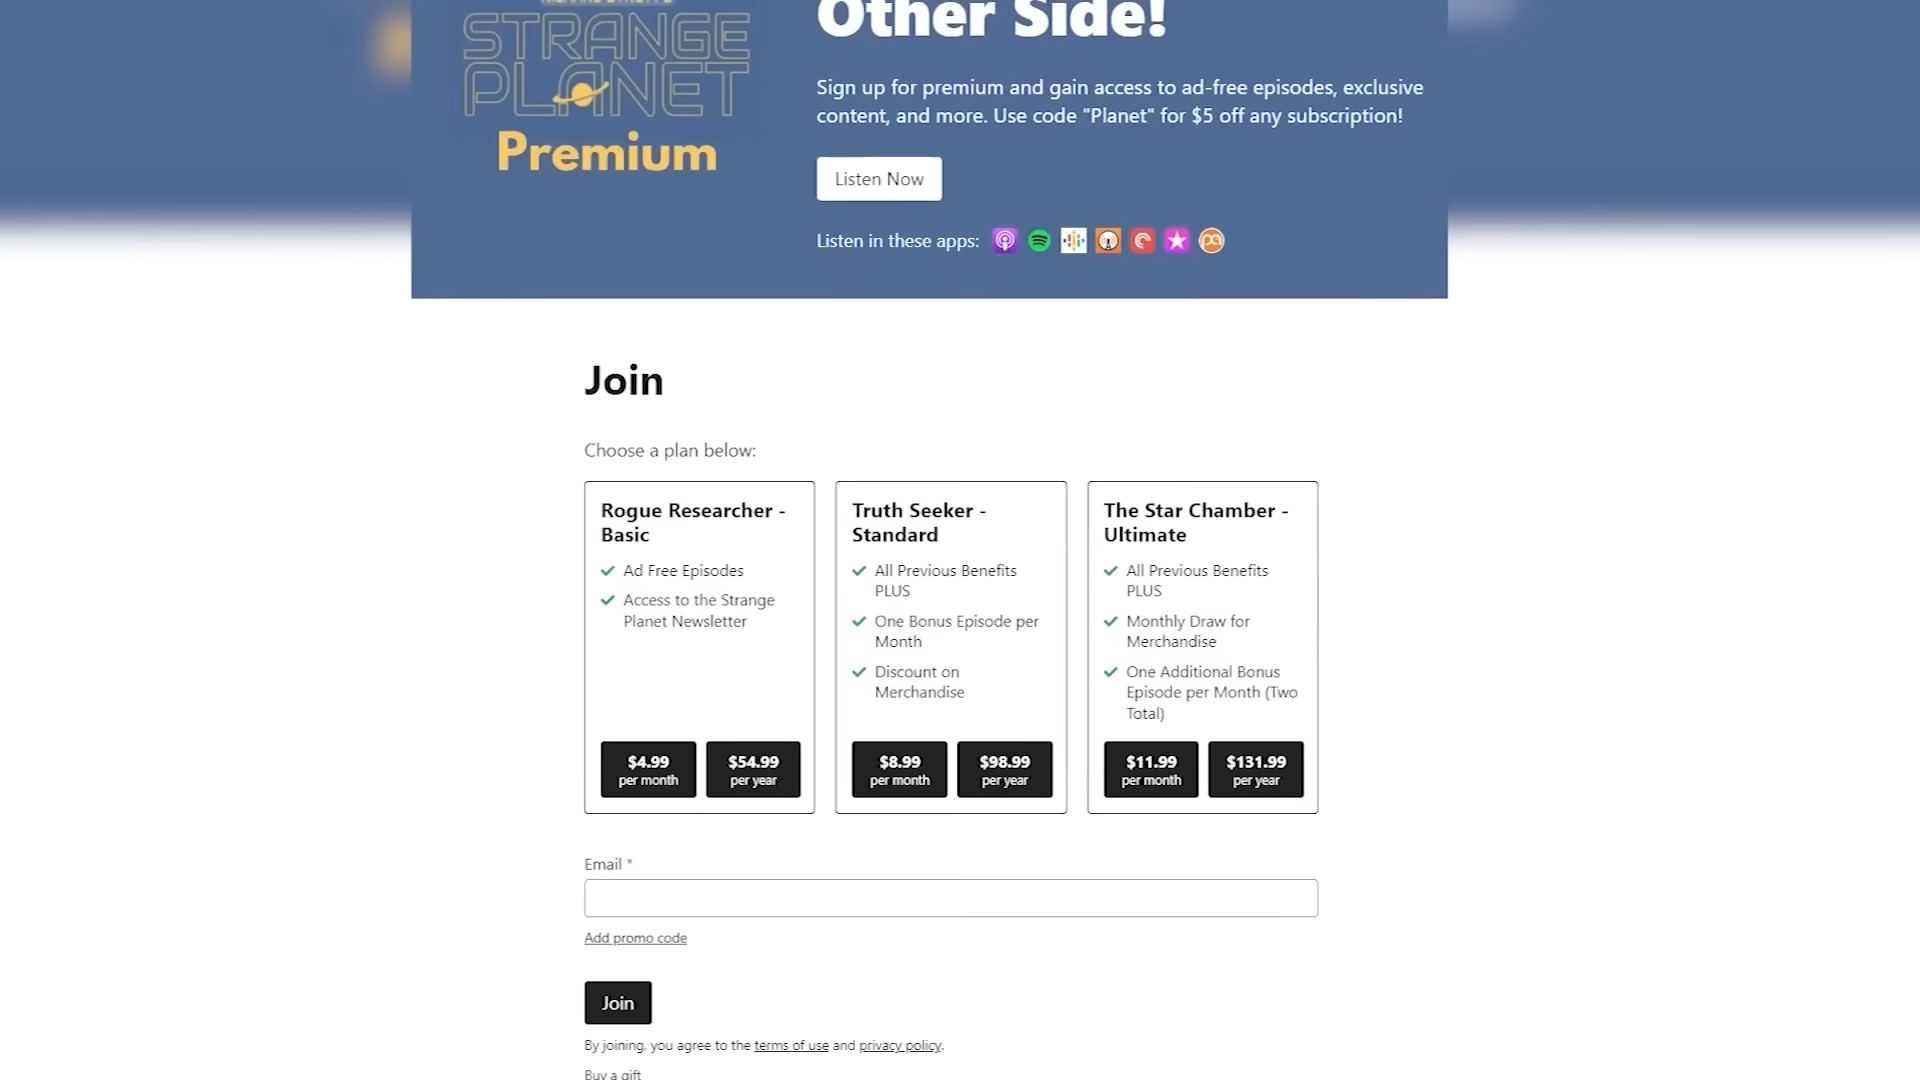 STRANGE
PLANET
Premium
Other Side!
Sign up for premium and gain access to ad-free episodes, exclusive
content, and more. Use code "Planet" for $5 off any subscription!
Listen Now
Listen in these apps:
Join
Choose a plan below:
Rogue Researcher -
Basic
Ad Free Episodes
Access to the Strange
Planet Newsletter
$4.99
per month
$54.99
per year
Truth Seeker -
Standard
All Previous Benefits
PLUS
One Bonus Episode per
Month
Discount on
Merchandise
$8.99
per month
$98.99
per year
The Star Chamber -
Ultimate
All Previous Benefits
PLUS
Monthly Draw for
Merchandise
One Additional Bonus
Episode per Month (Two
Total)
$11.99
per month
$131.99
per year
Email *
Add promo code
Join
By joining, you agree to the terms of use and privacy policy.
Buy a gift